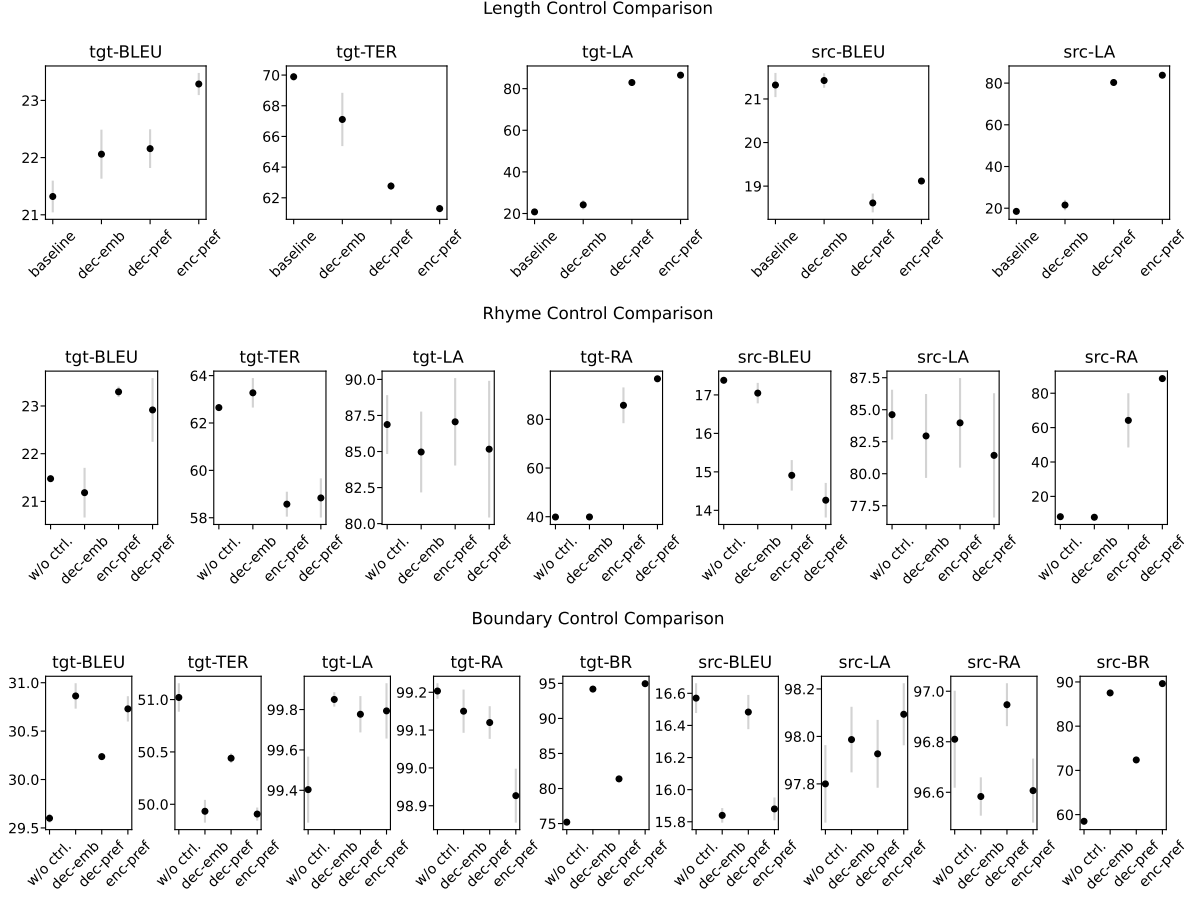 Length Control Comparison
tgt-BLEU tgt-TER tgt-LA src-BLEU src-LA
23 22 21
70 68 66 64 62
80 60 40 20
21 20 19
80 60 40 20
baseline dec-emb dec-pref enc-pref baseline dec-emb dec-pref enc-pref baseline dec-emb dec-pref enc-pref baseline dec-emb dec-pref enc-pref baseline dec-emb dec-pref enc-pref
Rhyme Control Comparison
tgt-BLEU tgt-TER tgt-LA tgt-RA src-BLEU src-LA src-RA
23 22 21
64 62 60 58
90.0 87.5 85.0 82.5 80.0
80 60 40
17 16 15 14
87.5 85.0 82.5 80.0 77.5
80 60 40 20
w/o ctrl. dec-emb enc-pref dec-pref w/o ctrl. dec-emb enc-pref dec-pref w/o ctrl. dec-emb enc-pref dec-pref w/o ctrl. dec-emb enc-pref dec-pref w/o ctrl. dec-emb enc-pref dec-pref w/o ctrl. dec-emb enc-pref dec-pref w/o ctrl. dec-emb enc-pref dec-pref
Boundary Control Comparison
tgt-BLEU tgt-TER tgt-LA tgt-RA tgt-BR src-BLEU src-LA src-RA src-BR
31.0 30.5 30.0 29.5
51.0 50.5 50.0
99.8 99.6 99.4
99.2 99.1 99.0 98.9
95 90 85 80 75
16.6 16.4 16.2 16.0 15.8
98.2 98.0 97.8
97.0 96.8 96.6
90 80 70 60
w/o ctrl. dec-emb dec-pref enc-pref w/o ctrl. dec-emb dec-pref enc-pref w/o ctrl. dec-emb dec-pref enc-pref w/o ctrl. dec-emb dec-pref enc-pref w/o ctrl. dec-emb dec-pref enc-pref w/o ctrl. dec-emb dec-pref enc-pref w/o ctrl. dec-emb dec-pref enc-pref w/o ctrl. dec-emb dec-pref enc-pref w/o ctrl. dec-emb dec-pref enc-pref